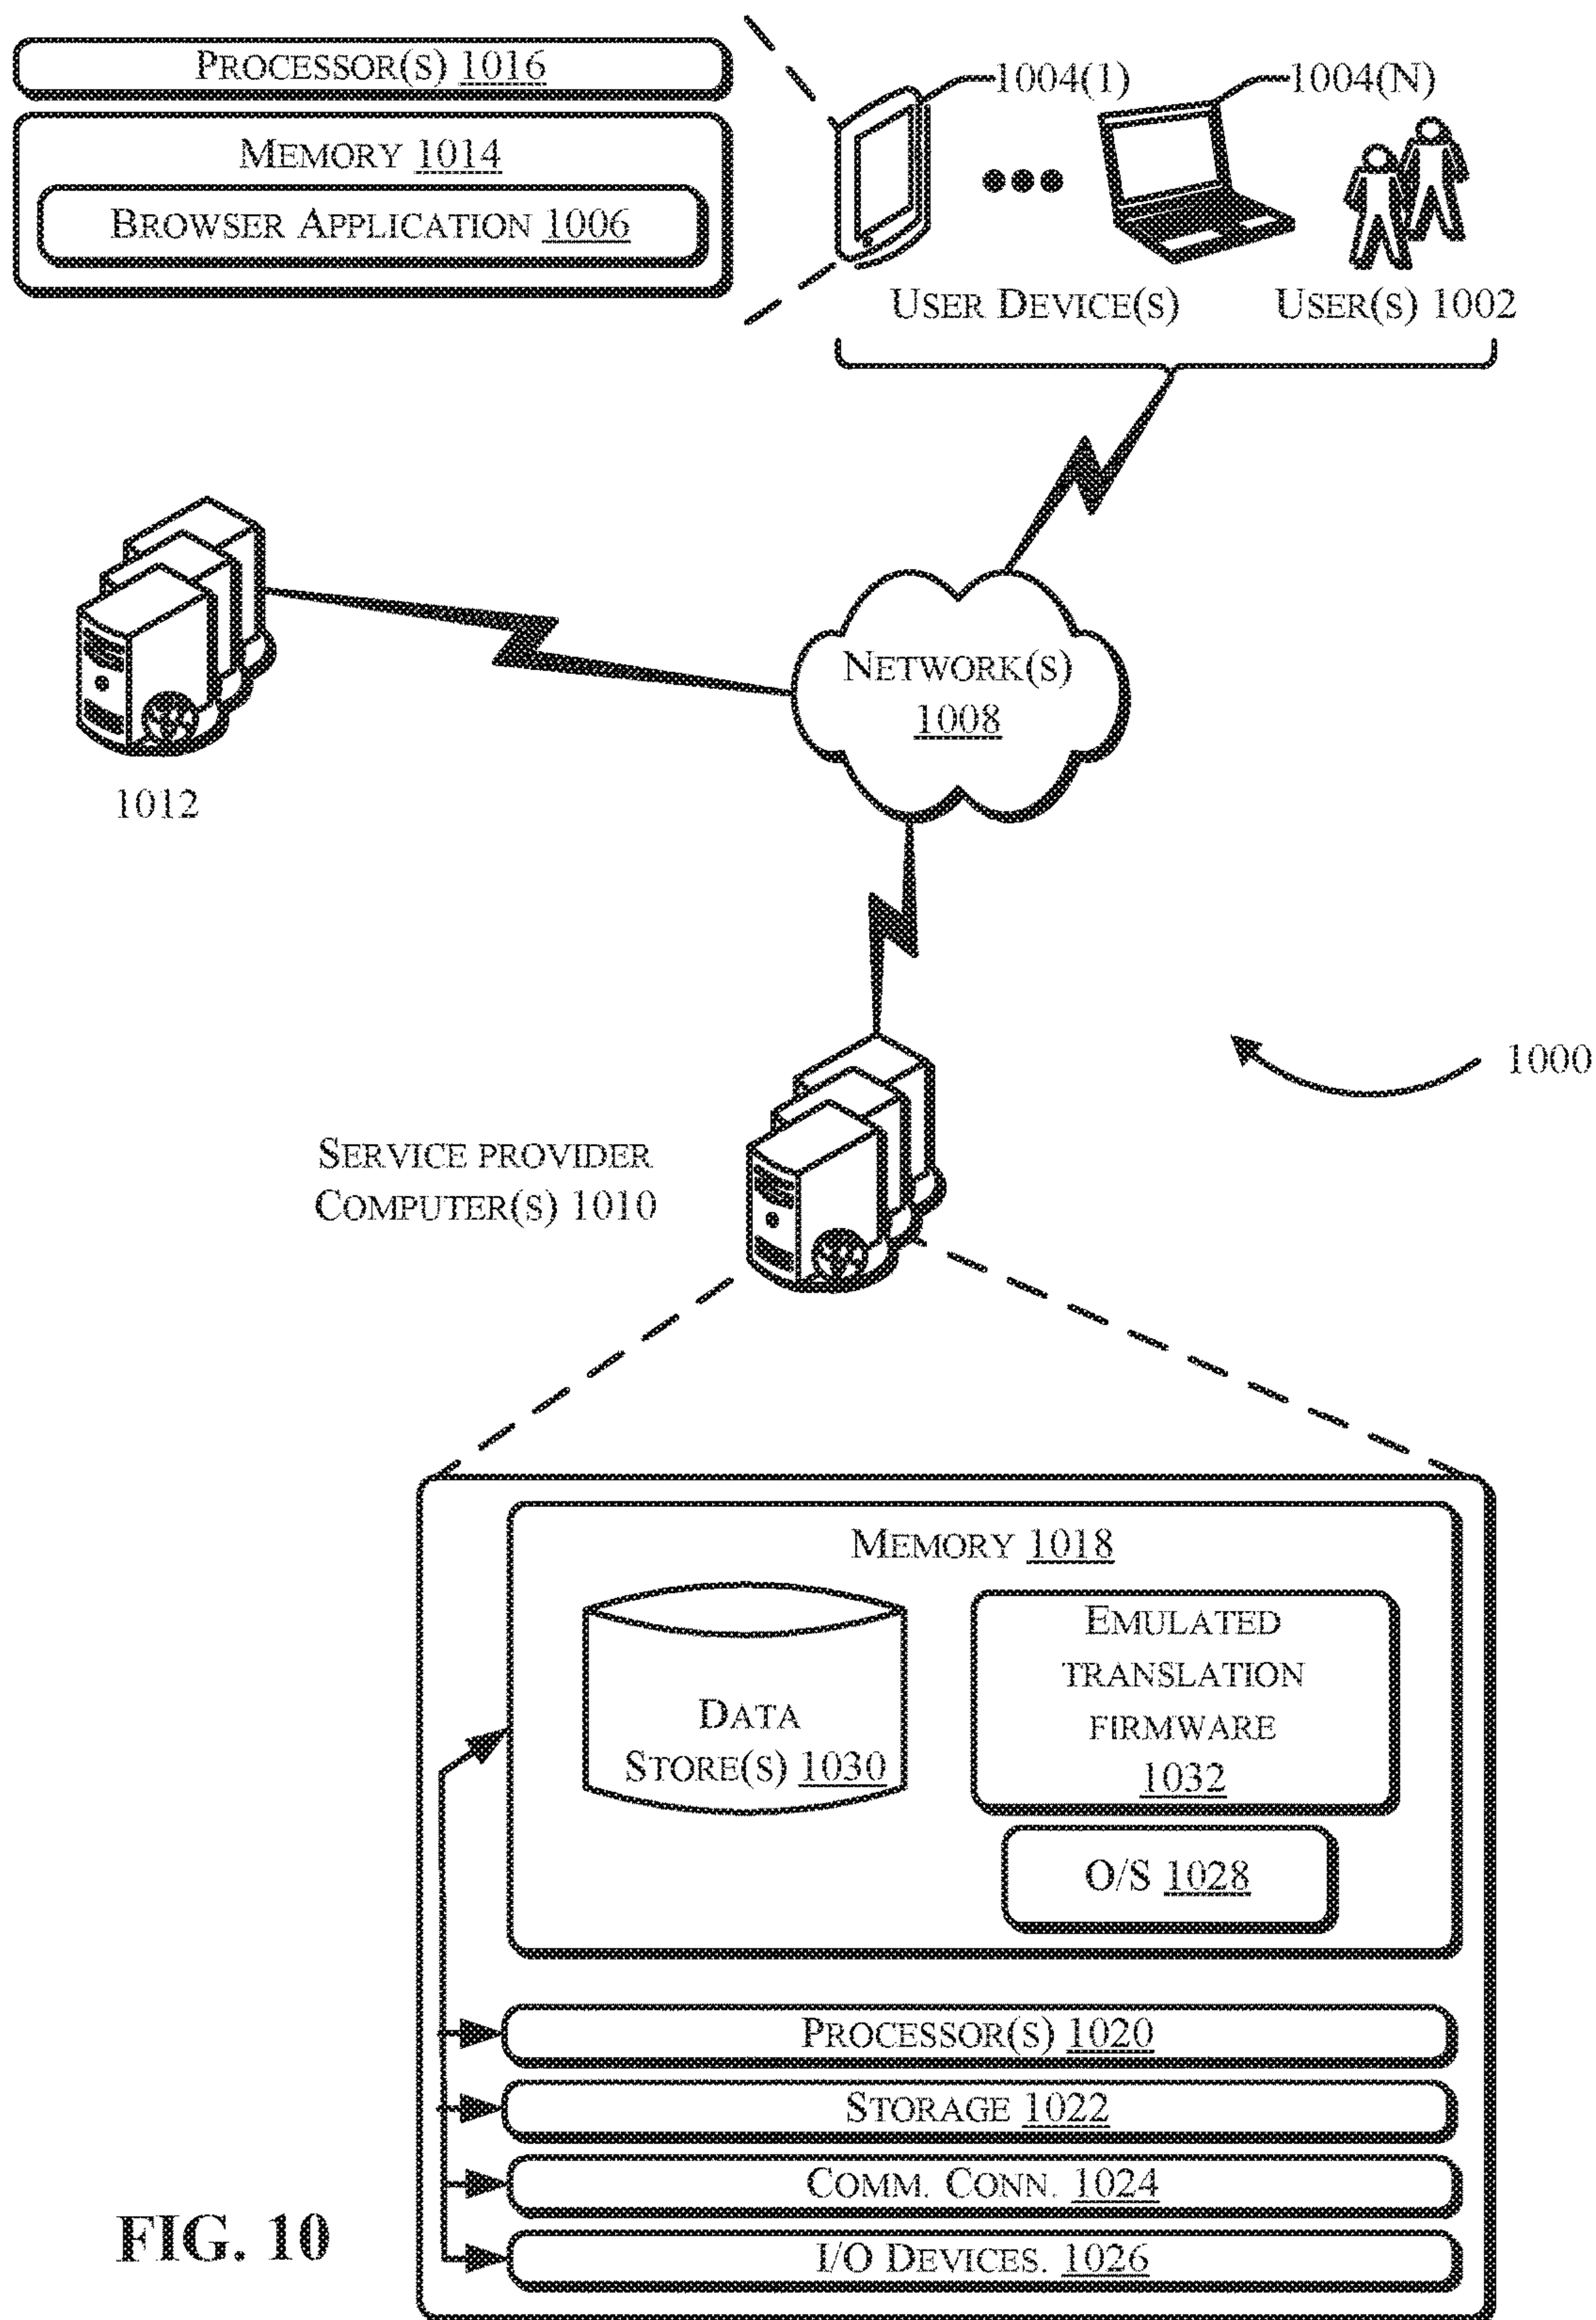 PROCESSOR(S) 1016
MEMORY 1014
BROWSER APPLICATION 1006
1004(1)
1004(N)
USER DEVICE(S)
USER(S) 1002
NETWORK(S)
1008
1012
1000
SERVICE PROVIDER
COMPUTER(S) 1010
MEMORY 1018
DATA
STORE(S) 1030
EMULATED
TRANSLATION
FIRMWARE
1032
O/S 1028
PROCESSOR(S) 1020
STORAGE 1022
COMM. CONN. 1024
I/O DEVICES. 1026
FIG. 10